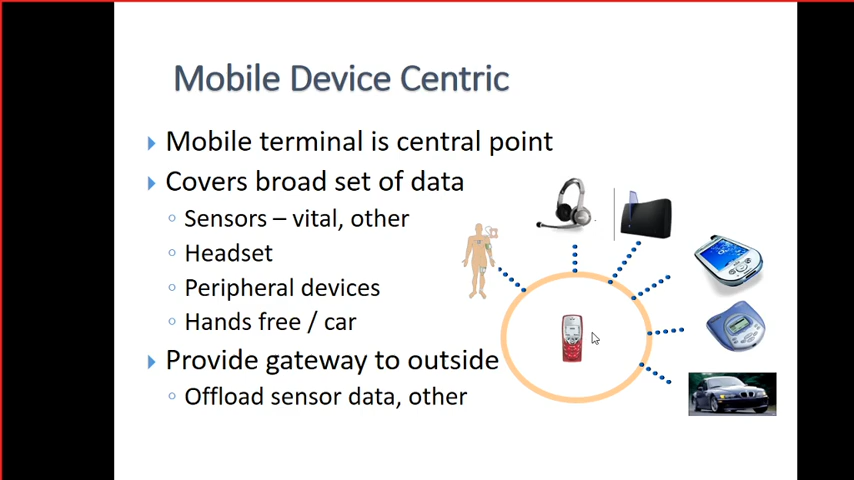 Mobile Device Centric
Mobile terminal is central point
Covers broad set of data
Sensors – vital, other
Headset
Peripheral devices
Hands free / car
Provide gateway to outside
Offload sensor data, other